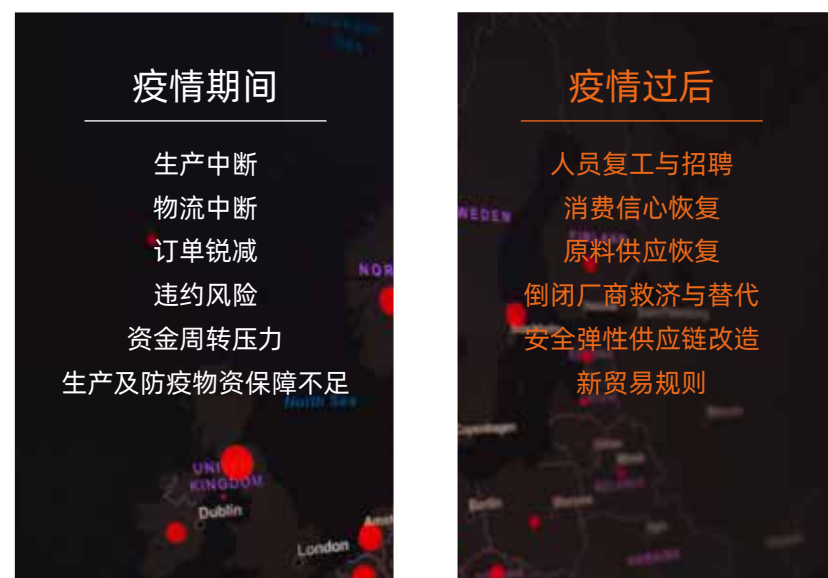 疫情期间
生产中断
物流中断
订单锐减
违约风险
资金周转压力
生产及防疫物资保障不足
NOR
North Sea
UNI
KINGDOM
Dublin
London
Amst
疫情过后
人员复工与招聘
消费信心恢复
原料供应恢复
倒闭厂商救济与替代
安全弹性供应链改造
新贸易规则
WEDEN
FINLAND
Copenhagen
Berlin